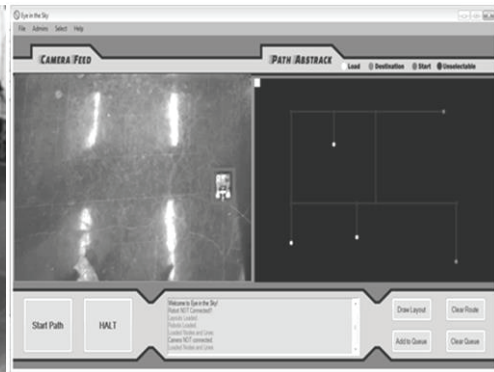 Eye in the Sky
File Admins Select Help
CAMERA FEED
PATH ABSTRACK
Load Destination Start Unselectable
Start Path
HALT
Welcome to Eye in the Sky!
Robot NOT Connected!!
Layouts Loaded.
Robots Loaded.
Loaded Nodes and Lines.
Camera NOT connected.
Loaded Nodes and Lines
Draw Layout
Clear Route
Add to Queue
Clear Queue